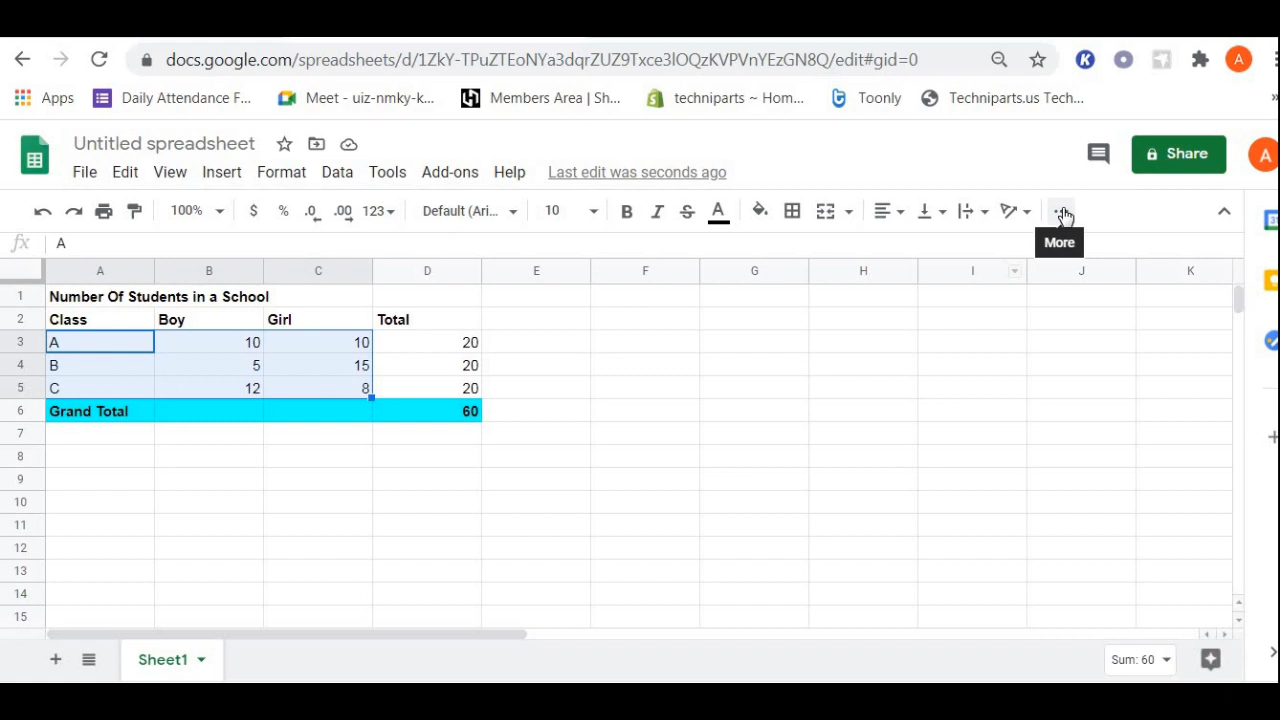 docs.google.com/spreadsheets/d/1ZkY-TPuZTEoNYa3dqrZUZ9Txce3lOQzKVPVnYEzGN8Q/edit#gid=0
K A
Apps Daily Attendance F... Meet - uiz-nmky-k... Members Area | Sh... techniparts ~ Hom... Toonly Techniparts.us Tech...
Untitled spreadsheet
Share A
File Edit View Insert Format Data Tools Add-ons Help Last edit was seconds ago
100% $ % .0 .00 123 Default (Ari... 10 B I S A
More
fx A
A B C D E F G H I J K
1 Number Of Students in a School
2 Class Boy Girl Total
3 A 10 10 20
4 B 5 15 20
5 C 12 8 20
6 Grand Total 60
7
8
9
10
11
12
13
14
15
Sheet1 Sum: 60